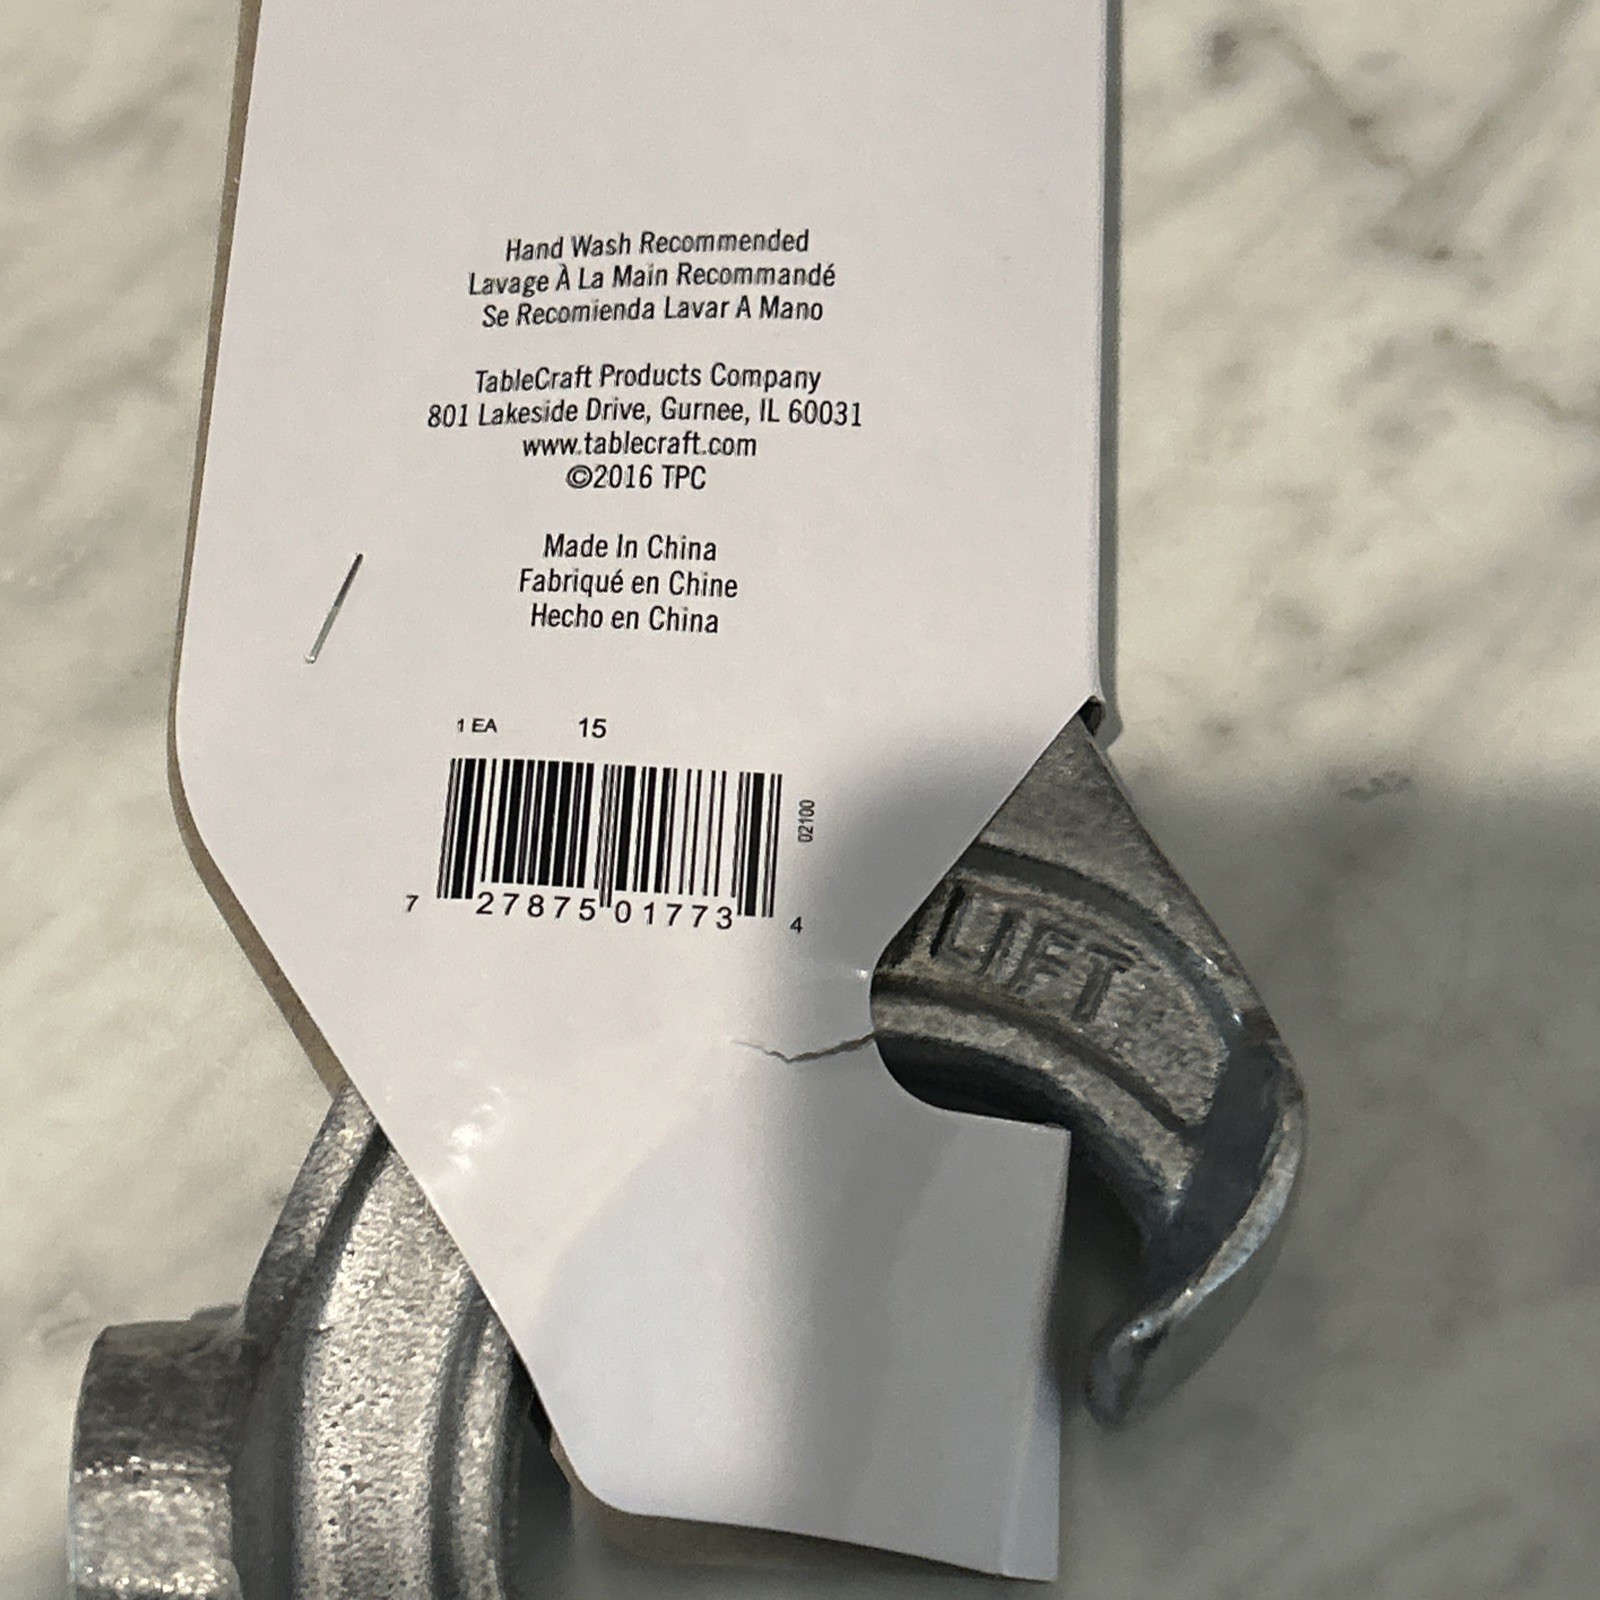 Hand Wash Recommended
Lavage À La Main Recommandé
Se Recomienda Lavar A Mano
TableCraft Products Company
801 Lakeside Drive, Gurnee, IL 60031
www.tablecraft.com
©2016 TPC
Made In China
Fabriqué en Chine
Hecho en China
1 EA 15
02100
7 27875 01773 4
LIFT